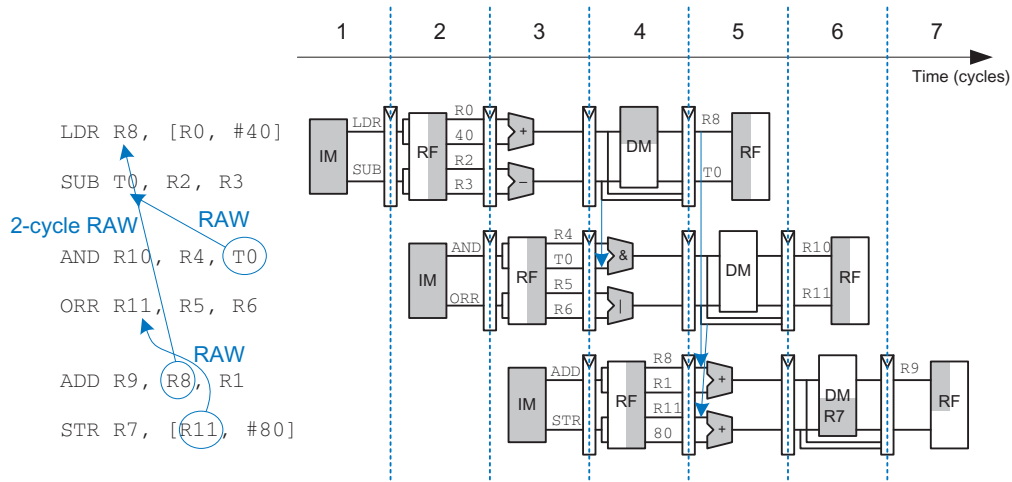 1 2 3 4 5 6 7
Time (cycles)
LDR R8, [R0, #40]
SUB T0, R2, R3
2-cycle RAW
RAW
AND R10, R4, T0
ORR R11, R5, R6
RAW
ADD R9, R8, R1
STR R7, [R11, #80]
IM
LDR
SUB
RF
R0
40
R2
R3
+
–
DM
R8
T0
RF
IM
AND
ORR
RF
R4
T0
R5
R6
&
|
DM
R10
R11
RF
IM
ADD
STR
RF
R8
R1
R11
80
+
+
DM
R7
R9
RF